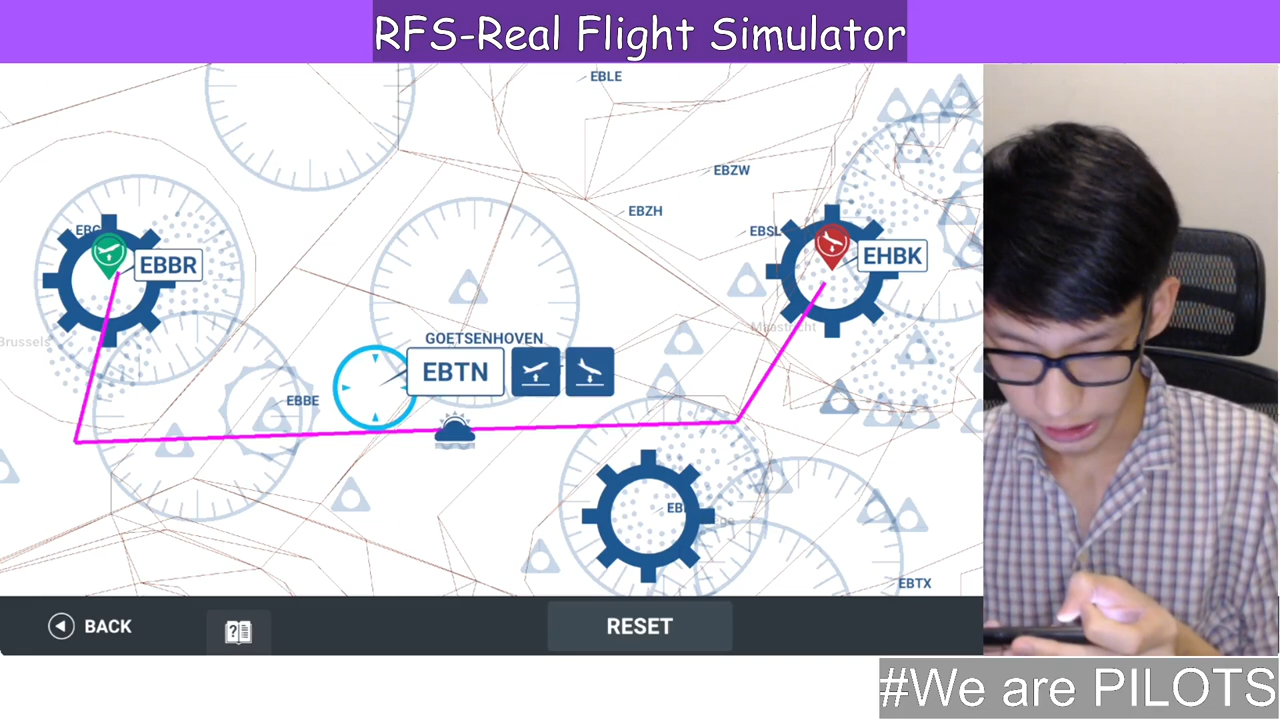 RFS-Real Flight Simulator
EBLE
EBZW
EBZH
EBSL
EBBR
EHBK
Maastricht
Brussels
GOETSENHOVEN
EBTN
EBBE
EBTX
BACK
RESET
#We are PILOTS